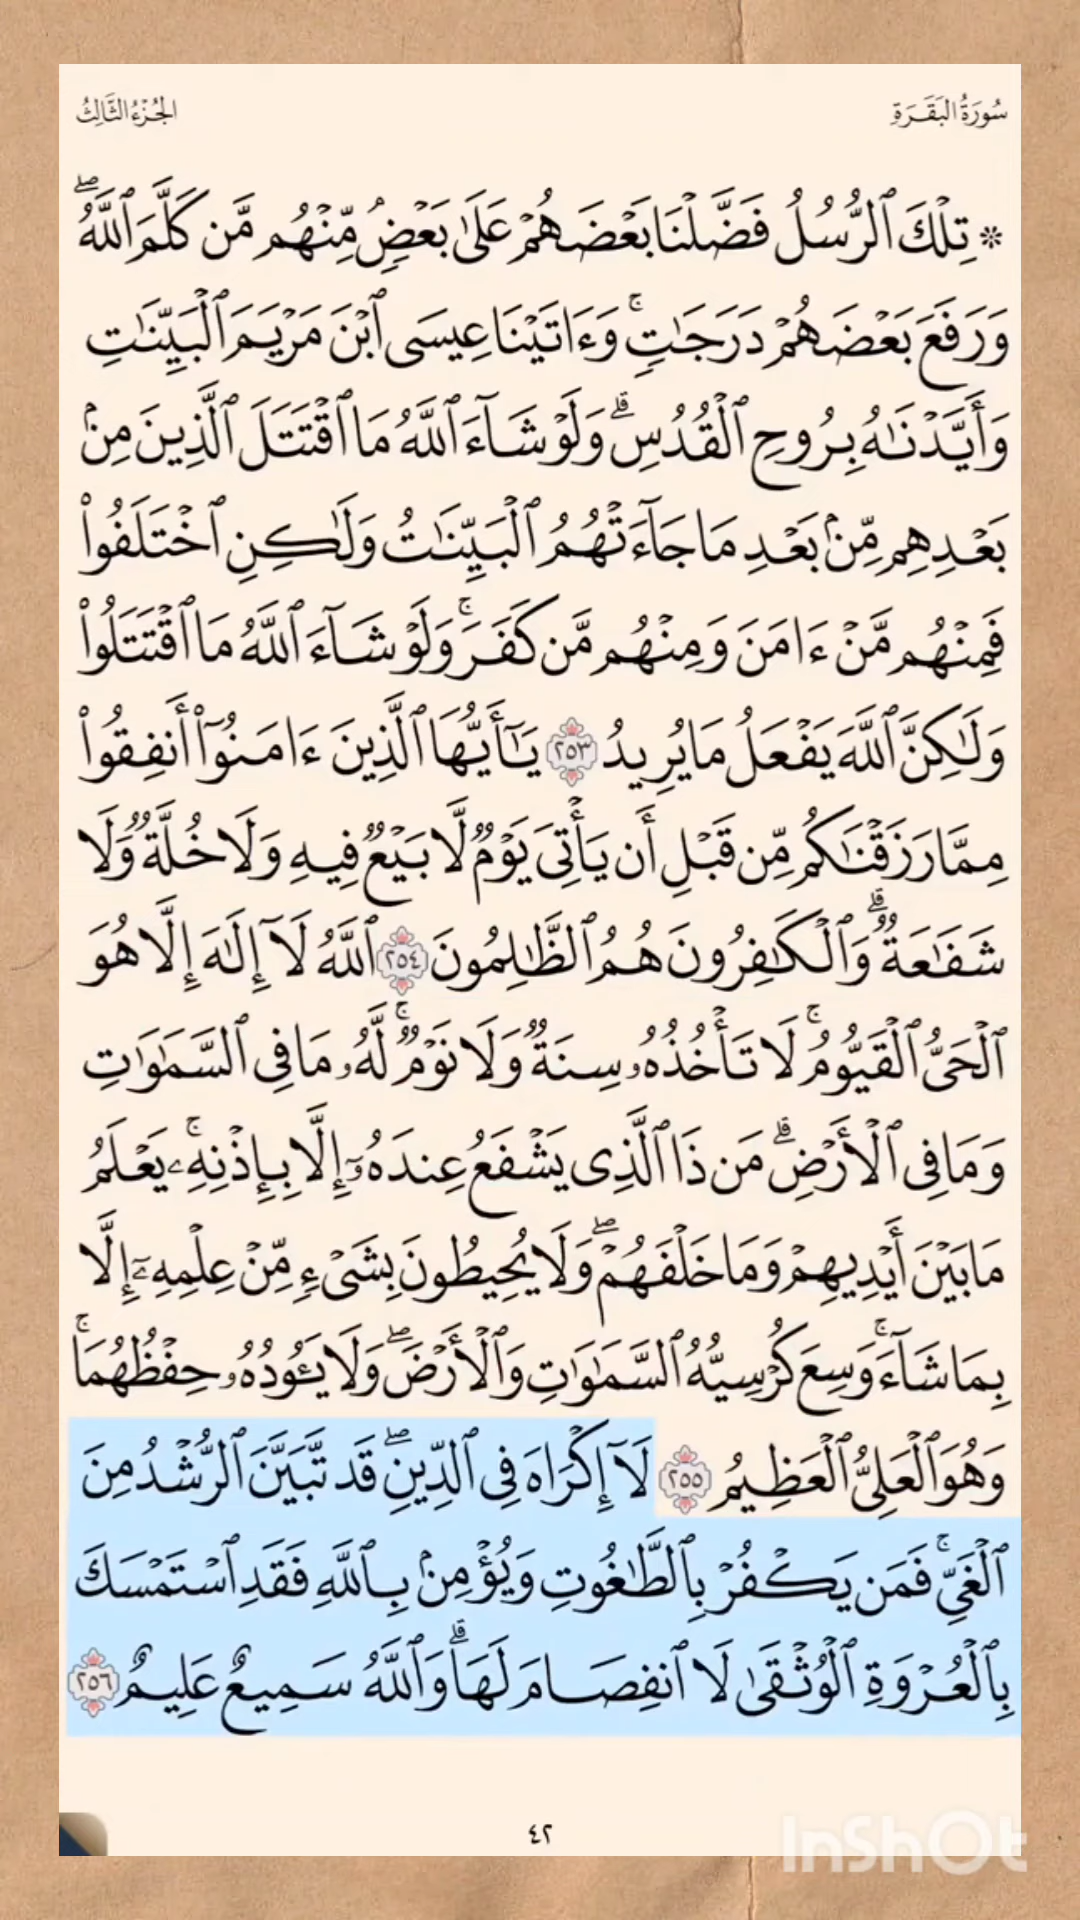 سُورَةُ البَقَرَةِ
الجُزْءُ الثَّالِثُ
۞ تِلْكَ ٱلرُّسُلُ فَضَّلْنَا بَعْضَهُمْ عَلَىٰ بَعْضٍۢ مِّنْهُم مَّن كَلَّمَ ٱللَّهُۖ
وَرَفَعَ بَعْضَهُمْ دَرَجَـٰتٍۢۚ وَءَاتَيْنَا عِيسَى ٱبْنَ مَرْيَمَ ٱلْبَيِّنَـٰتِ
وَأَيَّدْنَـٰهُ بِرُوحِ ٱلْقُدُسِۗ وَلَوْ شَآءَ ٱللَّهُ مَا ٱقْتَتَلَ ٱلَّذِينَ مِنۢ
بَعْدِهِم مِّنۢ بَعْدِ مَا جَآءَتْهُمُ ٱلْبَيِّنَـٰتُ وَلَـٰكِنِ ٱخْتَلَفُوا۟
فَمِنْهُم مَّنْ ءَامَنَ وَمِنْهُم مَّن كَفَرَۚ وَلَوْ شَآءَ ٱللَّهُ مَا ٱقْتَتَلُوا۟
وَلَـٰكِنَّ ٱللَّهَ يَفْعَلُ مَا يُرِيدُ ٢٥٣ يَـٰٓأَيُّهَا ٱلَّذِينَ ءَامَنُوٓا۟ أَنفِقُوا۟
مِمَّا رَزَقْنَـٰكُم مِّن قَبْلِ أَن يَأْتِىَ يَوْمٌۭ لَّا بَيْعٌۭ فِيهِ وَلَا خُلَّةٌۭ وَلَا
شَفَـٰعَةٌۭۗ وَٱلْكَـٰفِرُونَ هُمُ ٱلظَّـٰلِمُونَ ٢٥٤ ٱللَّهُ لَآ إِلَـٰهَ إِلَّا هُوَ
ٱلْحَىُّ ٱلْقَيُّومُۚ لَا تَأْخُذُهُۥ سِنَةٌۭ وَلَا نَوْمٌۭۚ لَّهُۥ مَا فِى ٱلسَّمَـٰوَٰتِ
وَمَا فِى ٱلْأَرْضِۗ مَن ذَا ٱلَّذِى يَشْفَعُ عِندَهُۥٓ إِلَّا بِإِذْنِهِۦۚ يَعْلَمُ
مَا بَيْنَ أَيْدِيهِمْ وَمَا خَلْفَهُمْۖ وَلَا يُحِيطُونَ بِشَىْءٍۢ مِّنْ عِلْمِهِۦٓ إِلَّا
بِمَا شَآءَۚ وَسِعَ كُرْسِيُّهُ ٱلسَّمَـٰوَٰتِ وَٱلْأَرْضَۖ وَلَا يَـُٔودُهُۥ حِفْظُهُمَاۚ
وَهُوَ ٱلْعَلِىُّ ٱلْعَظِيمُ ٢٥٥ لَآ إِكْرَاهَ فِى ٱلدِّينِۖ قَد تَّبَيَّنَ ٱلرُّشْدُ مِنَ
ٱلْغَىِّۚ فَمَن يَكْفُرْ بِٱلطَّـٰغُوتِ وَيُؤْمِنۢ بِٱللَّهِ فَقَدِ ٱسْتَمْسَكَ
بِٱلْعُرْوَةِ ٱلْوُثْقَىٰ لَا ٱنفِصَامَ لَهَاۗ وَٱللَّهُ سَمِيعٌ عَلِيمٌ ٢٥٦
٤٢
InShOt